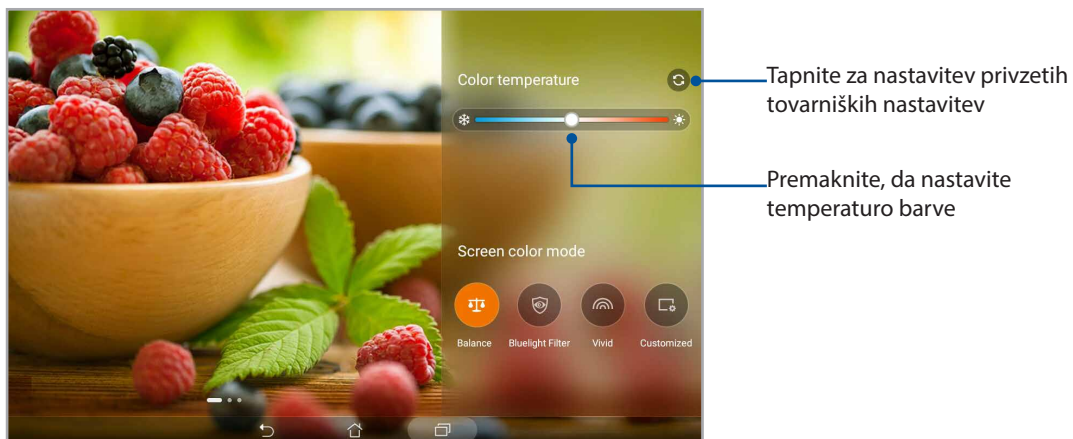 Color temperature
Tapnite za nastavitev privzetih
tovarniških nastavitev
Premaknite, da nastavite
temperaturo barve
Screen color mode
Balance
Bluelight Filter
Vivid
Customized